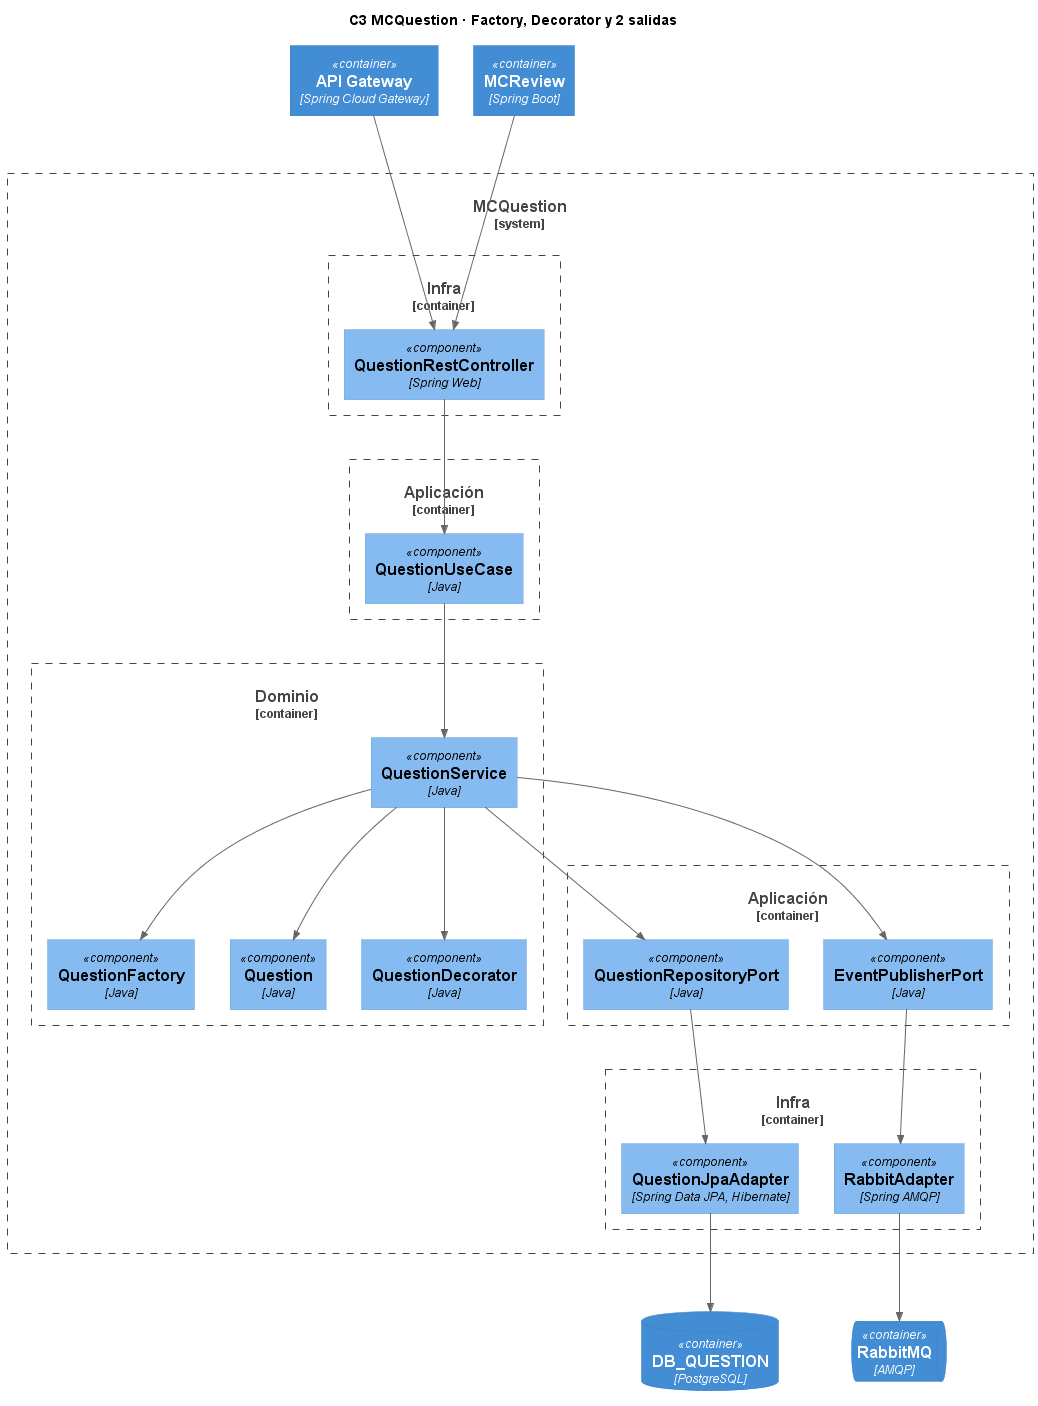 C3 MCQuestion · Factory, Decorator y 2 salidas
«container»
API Gateway
[Spring Cloud Gateway]
«container»
MCReview
[Spring Boot]
MCQuestion
[system]
Infra
[container]
«component»
QuestionRestController
[Spring Web]
Aplicación
[container]
«component»
QuestionUseCase
[Java]
Dominio
[container]
«component»
QuestionService
[Java]
«component»
QuestionFactory
[Java]
«component»
Question
[Java]
«component»
QuestionDecorator
[Java]
Aplicación
[container]
«component»
QuestionRepositoryPort
[Java]
«component»
EventPublisherPort
[Java]
Infra
[container]
«component»
QuestionJpaAdapter
[Spring Data JPA, Hibernate]
«component»
RabbitAdapter
[Spring AMQP]
«container»
DB_QUESTION
[PostgreSQL]
«container»
RabbitMQ
[AMQP]